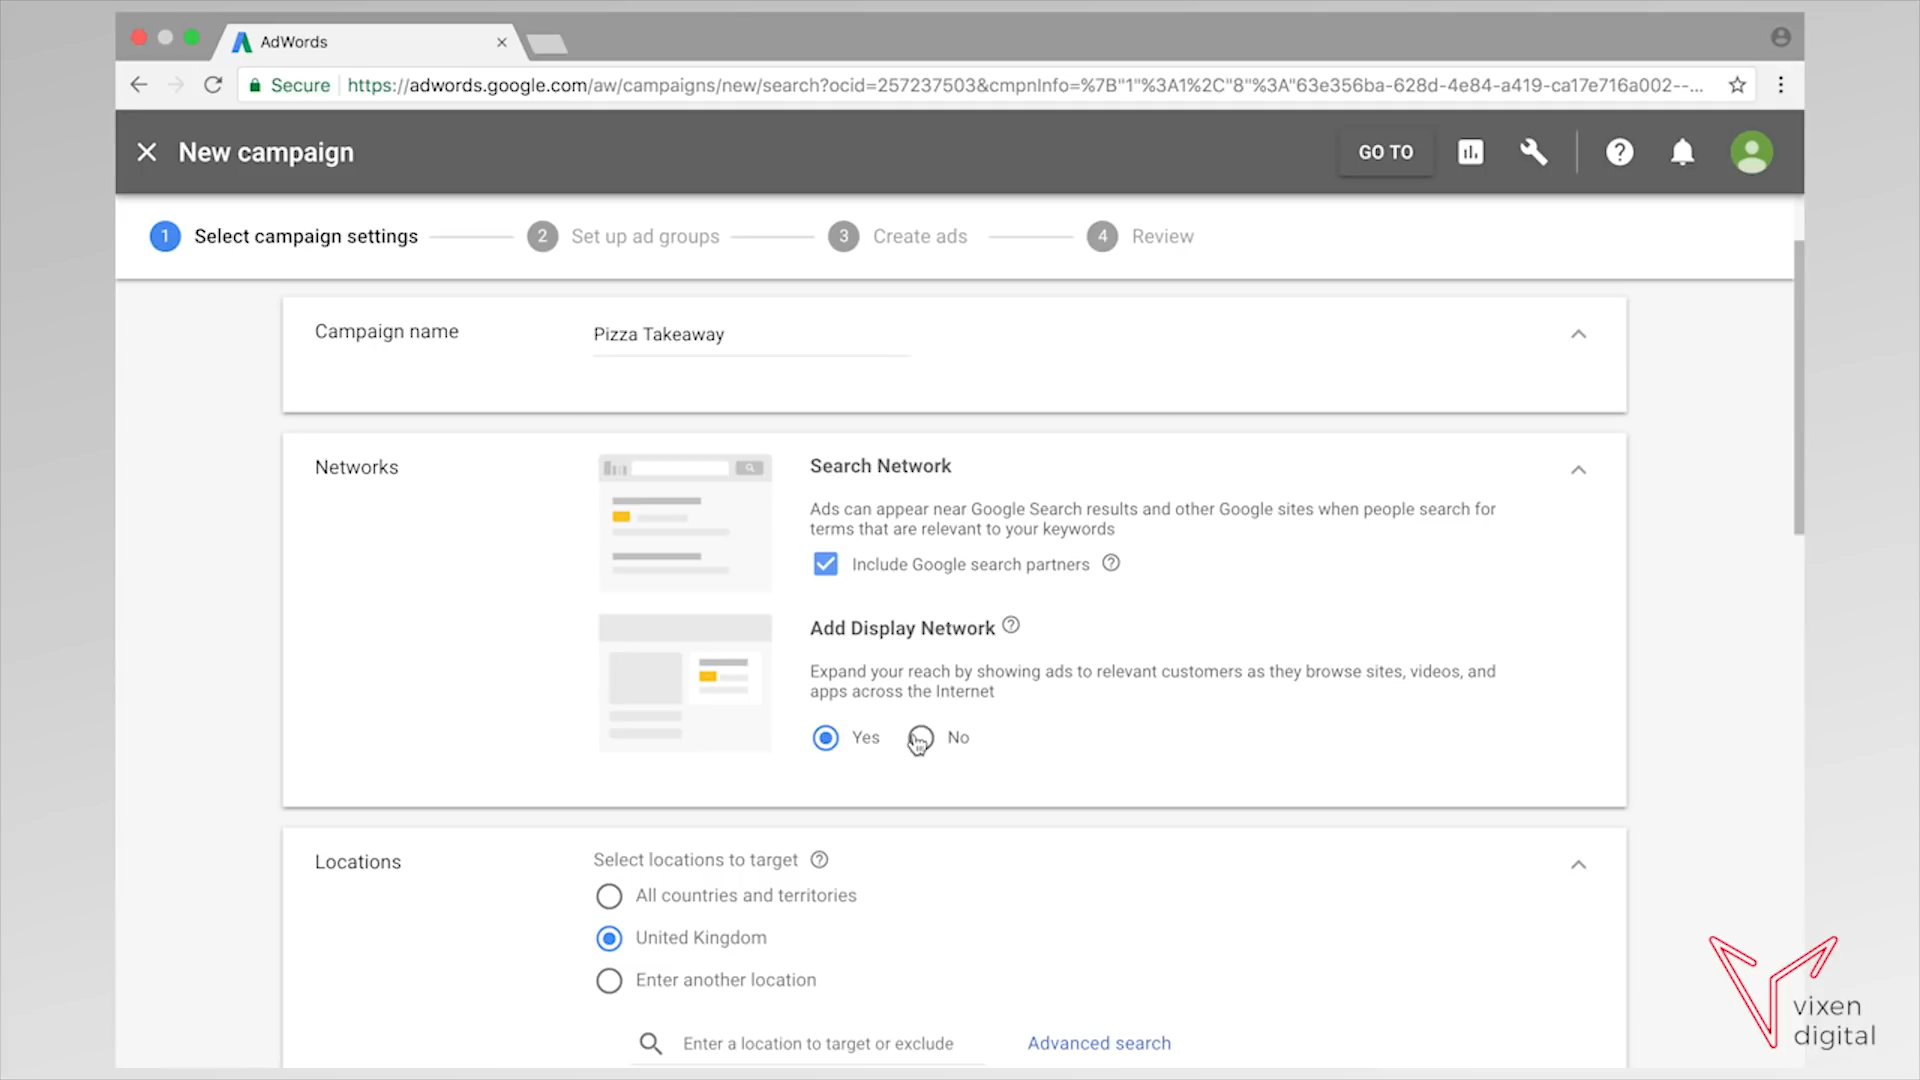 AdWords
Secure https://adwords.google.com/aw/campaigns/new/search?ocid=257237503&cmpnInfo=%7B"1"%3A1%2C"8"%3A"63e356ba-628d-4e84-a419-ca17e716a002--...
New campaign
GO TO
1 Select campaign settings 2 Set up ad groups 3 Create ads 4 Review
Campaign name Pizza Takeaway
Networks Search Network
Ads can appear near Google Search results and other Google sites when people search for
terms that are relevant to your keywords
Include Google search partners
Add Display Network
Expand your reach by showing ads to relevant customers as they browse sites, videos, and
apps across the Internet
Yes No
Locations Select locations to target
All countries and territories
United Kingdom
Enter another location
Enter a location to target or exclude Advanced search
vixen
digital